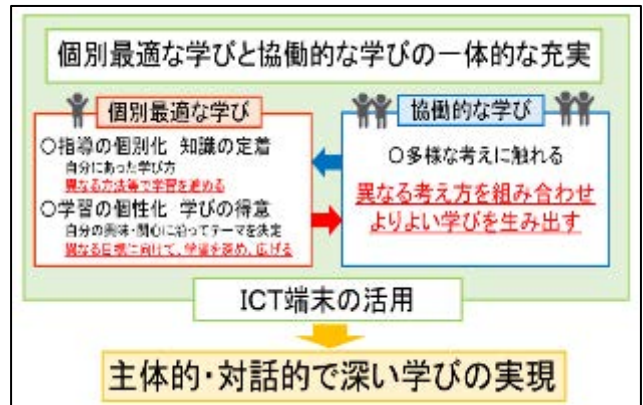 個別最適な学びと協働的な学びの一体的な充実
個別最適な学び
○指導の個別化 知識の定着
自分にあった学び方
異なる方法等で学習を進める
○学習の個性化 学びの得意
自分の興味・関心に沿ってテーマを決定
異なる目標に向けて、学習を深め、広げる
協働的な学び
○多様な考えに触れる
異なる考え方を組み合わせ
よりよい学びを生み出す
ICT端末の活用
主体的・対話的で深い学びの実現